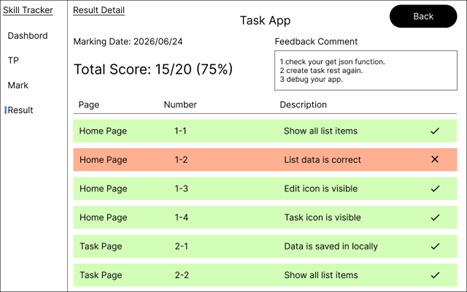 Skill Tracker
Dashbord
TP
Mark
Result
Result Detail
Task App
Back
Marking Date: 2026/06/24
Total Score: 15/20 (75%)
Feedback Comment
1 check your get json function.
2 create task rest again.
3 debug your app.
Page Number Description
Home Page 1-1 Show all list items ✓
Home Page 1-2 List data is correct ✕
Home Page 1-3 Edit icon is visible ✓
Home Page 1-4 Task icon is visible ✓
Task Page 2-1 Data is saved in locally ✓
Task Page 2-2 Show all list items ✓